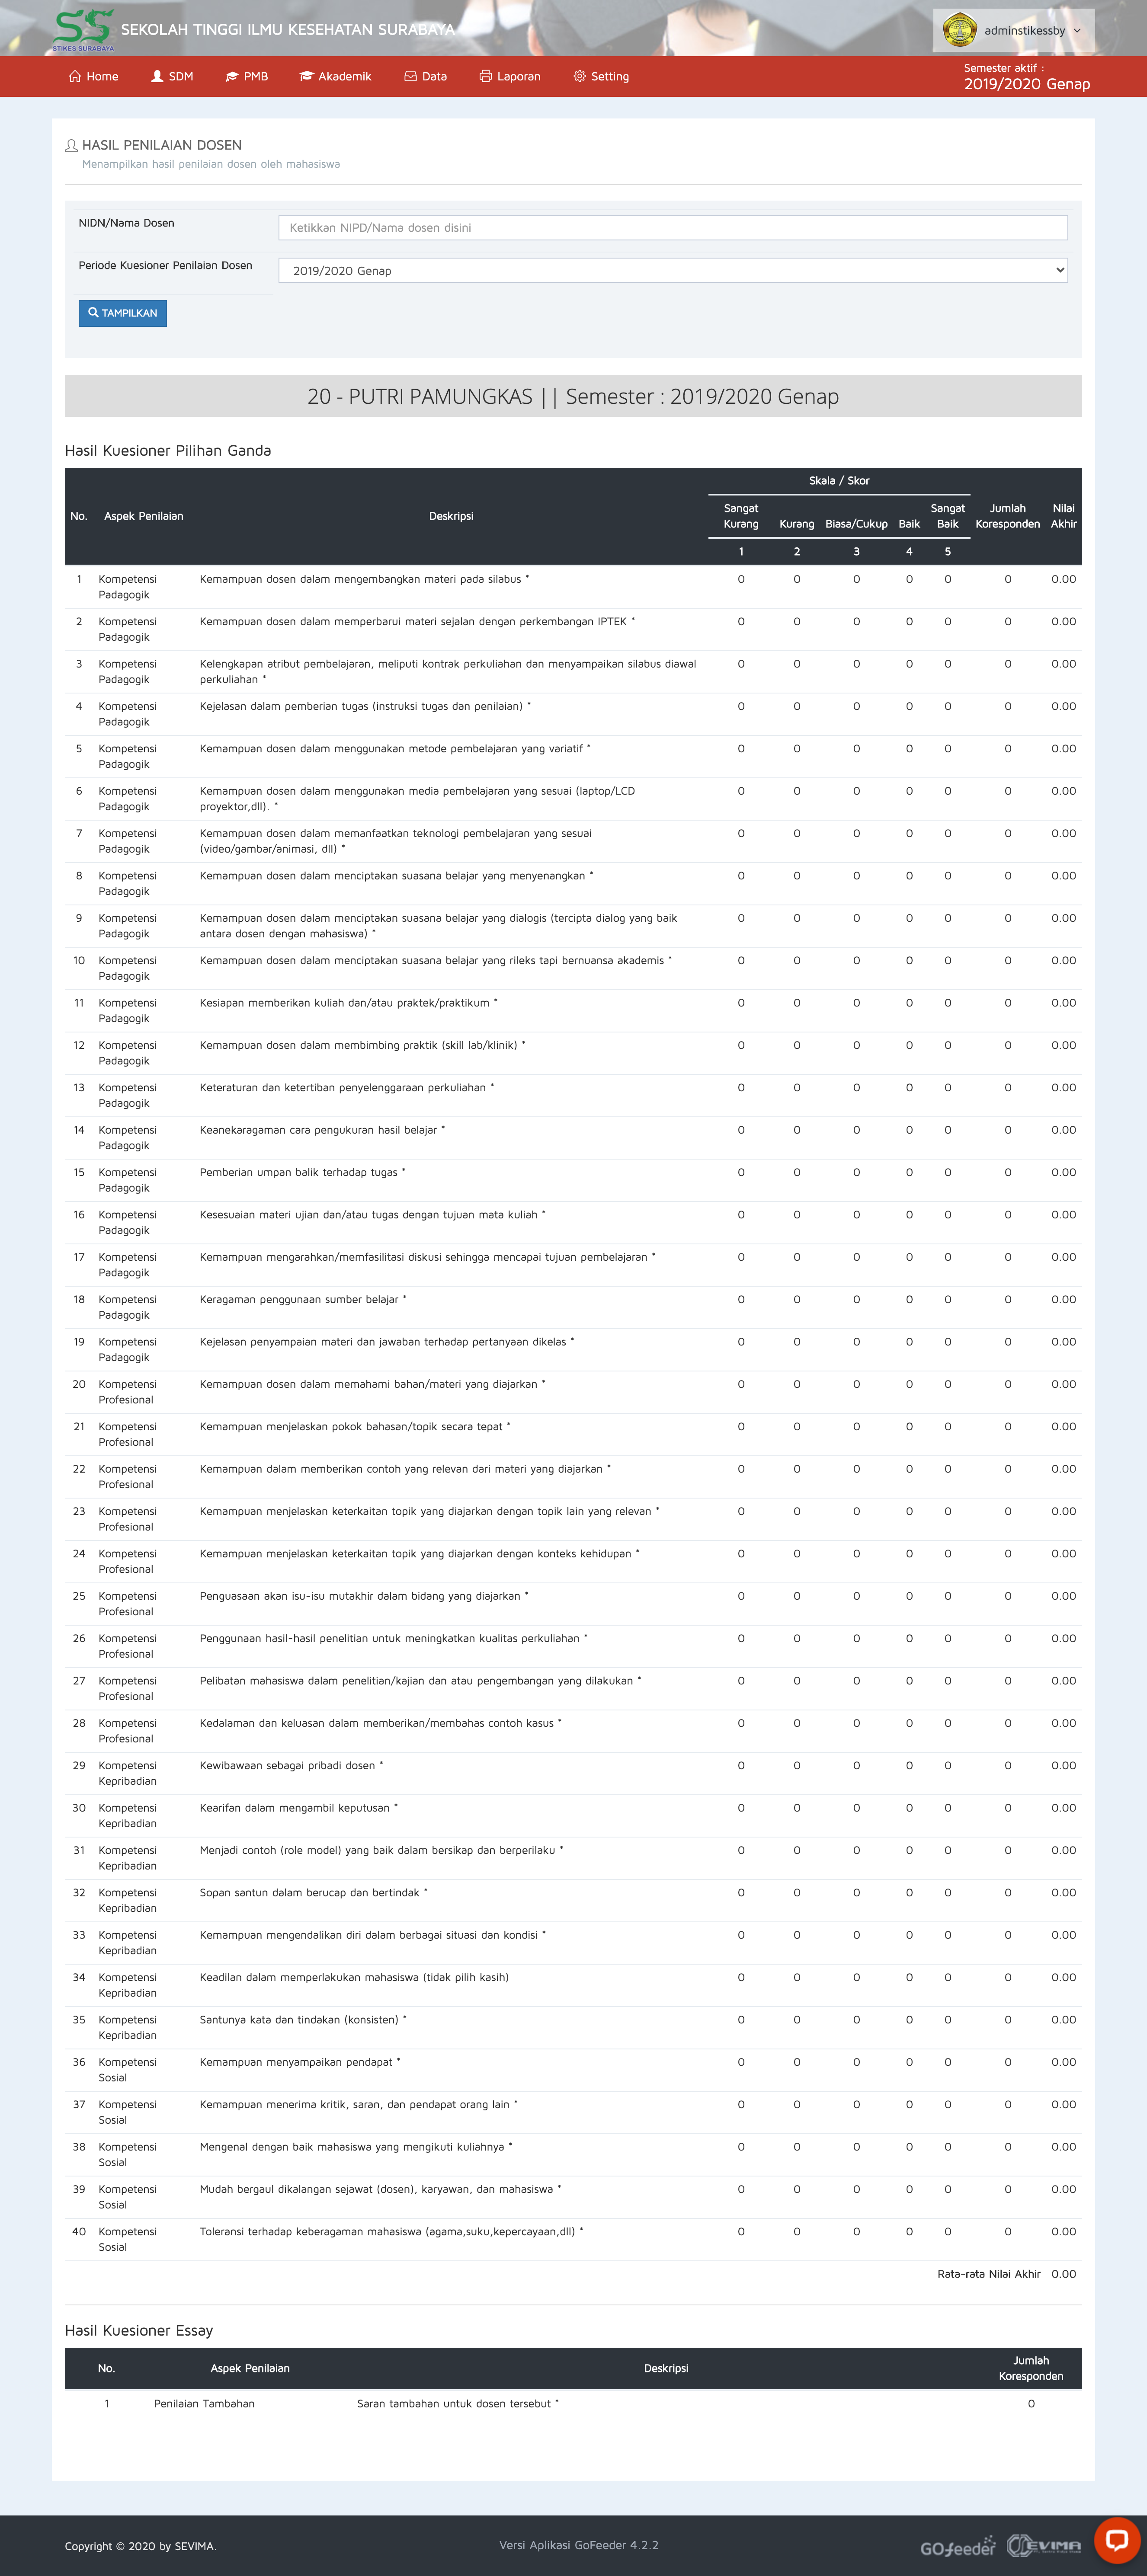 SEKOLAH TINGGI ILMU KESEHATAN SURABAYA
STIKES SURABAYA
adminstikessby
Home SDM PMB Akademik Data Laporan Setting
Semester aktif :
2019/2020 Genap
HASIL PENILAIAN DOSEN
Menampilkan hasil penilaian dosen oleh mahasiswa
NIDN/Nama Dosen
Ketikkan NIPD/Nama dosen disini
Periode Kuesioner Penilaian Dosen
2019/2020 Genap
TAMPILKAN
20 - PUTRI PAMUNGKAS || Semester : 2019/2020 Genap
Hasil Kuesioner Pilihan Ganda
No. Aspek Penilaian Deskripsi Skala / Skor Jumlah Koresponden Nilai Akhir
Sangat Kurang Kurang Biasa/Cukup Baik Sangat Baik
1 2 3 4 5
1 Kompetensi Padagogik Kemampuan dosen dalam mengembangkan materi pada silabus * 0 0 0 0 0 0 0.00
2 Kompetensi Padagogik Kemampuan dosen dalam memperbarui materi sejalan dengan perkembangan IPTEK * 0 0 0 0 0 0 0.00
3 Kompetensi Padagogik Kelengkapan atribut pembelajaran, meliputi kontrak perkuliahan dan menyampaikan silabus diawal perkuliahan * 0 0 0 0 0 0 0.00
4 Kompetensi Padagogik Kejelasan dalam pemberian tugas (instruksi tugas dan penilaian) * 0 0 0 0 0 0 0.00
5 Kompetensi Padagogik Kemampuan dosen dalam menggunakan metode pembelajaran yang variatif * 0 0 0 0 0 0 0.00
6 Kompetensi Padagogik Kemampuan dosen dalam menggunakan media pembelajaran yang sesuai (laptop/LCD proyektor,dll). * 0 0 0 0 0 0 0.00
7 Kompetensi Padagogik Kemampuan dosen dalam memanfaatkan teknologi pembelajaran yang sesuai (video/gambar/animasi, dll) * 0 0 0 0 0 0 0.00
8 Kompetensi Padagogik Kemampuan dosen dalam menciptakan suasana belajar yang menyenangkan * 0 0 0 0 0 0 0.00
9 Kompetensi Padagogik Kemampuan dosen dalam menciptakan suasana belajar yang dialogis (tercipta dialog yang baik antara dosen dengan mahasiswa) * 0 0 0 0 0 0 0.00
10 Kompetensi Padagogik Kemampuan dosen dalam menciptakan suasana belajar yang rileks tapi bernuansa akademis * 0 0 0 0 0 0 0.00
11 Kompetensi Padagogik Kesiapan memberikan kuliah dan/atau praktek/praktikum * 0 0 0 0 0 0 0.00
12 Kompetensi Padagogik Kemampuan dosen dalam membimbing praktik (skill lab/klinik) * 0 0 0 0 0 0 0.00
13 Kompetensi Padagogik Keteraturan dan ketertiban penyelenggaraan perkuliahan * 0 0 0 0 0 0 0.00
14 Kompetensi Padagogik Keanekaragaman cara pengukuran hasil belajar * 0 0 0 0 0 0 0.00
15 Kompetensi Padagogik Pemberian umpan balik terhadap tugas * 0 0 0 0 0 0 0.00
16 Kompetensi Padagogik Kesesuaian materi ujian dan/atau tugas dengan tujuan mata kuliah * 0 0 0 0 0 0 0.00
17 Kompetensi Padagogik Kemampuan mengarahkan/memfasilitasi diskusi sehingga mencapai tujuan pembelajaran * 0 0 0 0 0 0 0.00
18 Kompetensi Padagogik Keragaman penggunaan sumber belajar * 0 0 0 0 0 0 0.00
19 Kompetensi Padagogik Kejelasan penyampaian materi dan jawaban terhadap pertanyaan dikelas * 0 0 0 0 0 0 0.00
20 Kompetensi Profesional Kemampuan dosen dalam memahami bahan/materi yang diajarkan * 0 0 0 0 0 0 0.00
21 Kompetensi Profesional Kemampuan menjelaskan pokok bahasan/topik secara tepat * 0 0 0 0 0 0 0.00
22 Kompetensi Profesional Kemampuan dalam memberikan contoh yang relevan dari materi yang diajarkan * 0 0 0 0 0 0 0.00
23 Kompetensi Profesional Kemampuan menjelaskan keterkaitan topik yang diajarkan dengan topik lain yang relevan * 0 0 0 0 0 0 0.00
24 Kompetensi Profesional Kemampuan menjelaskan keterkaitan topik yang diajarkan dengan konteks kehidupan * 0 0 0 0 0 0 0.00
25 Kompetensi Profesional Penguasaan akan isu-isu mutakhir dalam bidang yang diajarkan * 0 0 0 0 0 0 0.00
26 Kompetensi Profesional Penggunaan hasil-hasil penelitian untuk meningkatkan kualitas perkuliahan * 0 0 0 0 0 0 0.00
27 Kompetensi Profesional Pelibatan mahasiswa dalam penelitian/kajian dan atau pengembangan yang dilakukan * 0 0 0 0 0 0 0.00
28 Kompetensi Profesional Kedalaman dan keluasan dalam memberikan/membahas contoh kasus * 0 0 0 0 0 0 0.00
29 Kompetensi Kepribadian Kewibawaan sebagai pribadi dosen * 0 0 0 0 0 0 0.00
30 Kompetensi Kepribadian Kearifan dalam mengambil keputusan * 0 0 0 0 0 0 0.00
31 Kompetensi Kepribadian Menjadi contoh (role model) yang baik dalam bersikap dan berperilaku * 0 0 0 0 0 0 0.00
32 Kompetensi Kepribadian Sopan santun dalam berucap dan bertindak * 0 0 0 0 0 0 0.00
33 Kompetensi Kepribadian Kemampuan mengendalikan diri dalam berbagai situasi dan kondisi * 0 0 0 0 0 0 0.00
34 Kompetensi Kepribadian Keadilan dalam memperlakukan mahasiswa (tidak pilih kasih) 0 0 0 0 0 0 0.00
35 Kompetensi Kepribadian Santunya kata dan tindakan (konsisten) * 0 0 0 0 0 0 0.00
36 Kompetensi Sosial Kemampuan menyampaikan pendapat * 0 0 0 0 0 0 0.00
37 Kompetensi Sosial Kemampuan menerima kritik, saran, dan pendapat orang lain * 0 0 0 0 0 0 0.00
38 Kompetensi Sosial Mengenal dengan baik mahasiswa yang mengikuti kuliahnya * 0 0 0 0 0 0 0.00
39 Kompetensi Sosial Mudah bergaul dikalangan sejawat (dosen), karyawan, dan mahasiswa * 0 0 0 0 0 0 0.00
40 Kompetensi Sosial Toleransi terhadap keberagaman mahasiswa (agama,suku,kepercayaan,dll) * 0 0 0 0 0 0 0.00
Rata-rata Nilai Akhir 0.00
Hasil Kuesioner Essay
No. Aspek Penilaian Deskripsi Jumlah Koresponden
1 Penilaian Tambahan Saran tambahan untuk dosen tersebut * 0
Copyright © 2020 by SEVIMA.
Versi Aplikasi GoFeeder 4.2.2
GOfeeder
SEVIMA